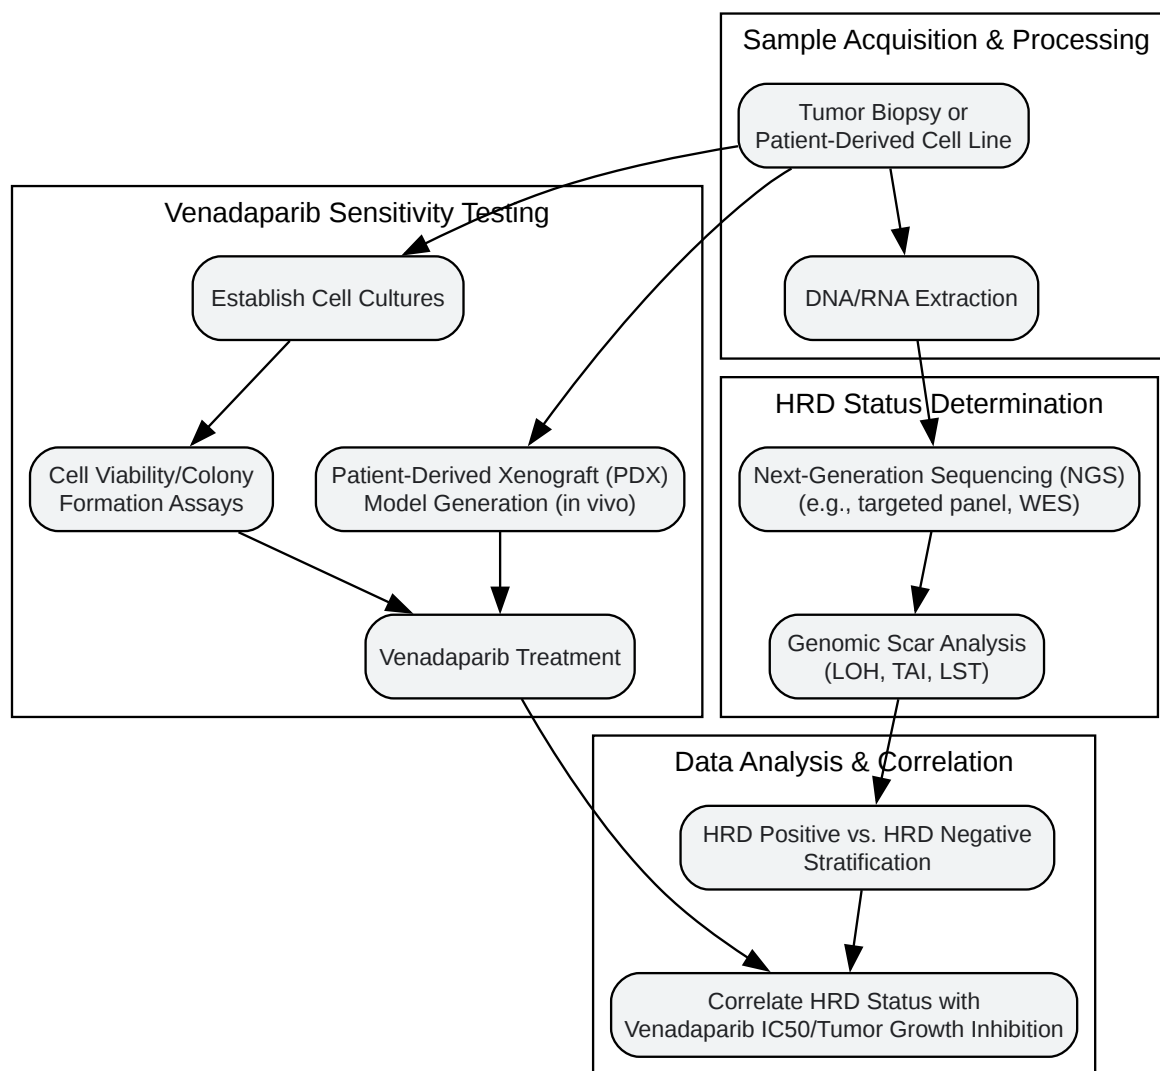 Sample Acquisition & Processing
Tumor Biopsy or
Patient-Derived Cell Line
DNA/RNA Extraction
Venadaparib Sensitivity Testing
Establish Cell Cultures
Cell Viability/Colony
Formation Assays
Patient-Derived Xenograft (PDX)
Model Generation (in vivo)
Venadaparib Treatment
HRD Status Determination
Next-Generation Sequencing (NGS)
(e.g., targeted panel, WES)
Genomic Scar Analysis
(LOH, TAI, LST)
Data Analysis & Correlation
HRD Positive vs. HRD Negative
Stratification
Correlate HRD Status with
Venadaparib IC50/Tumor Growth Inhibition